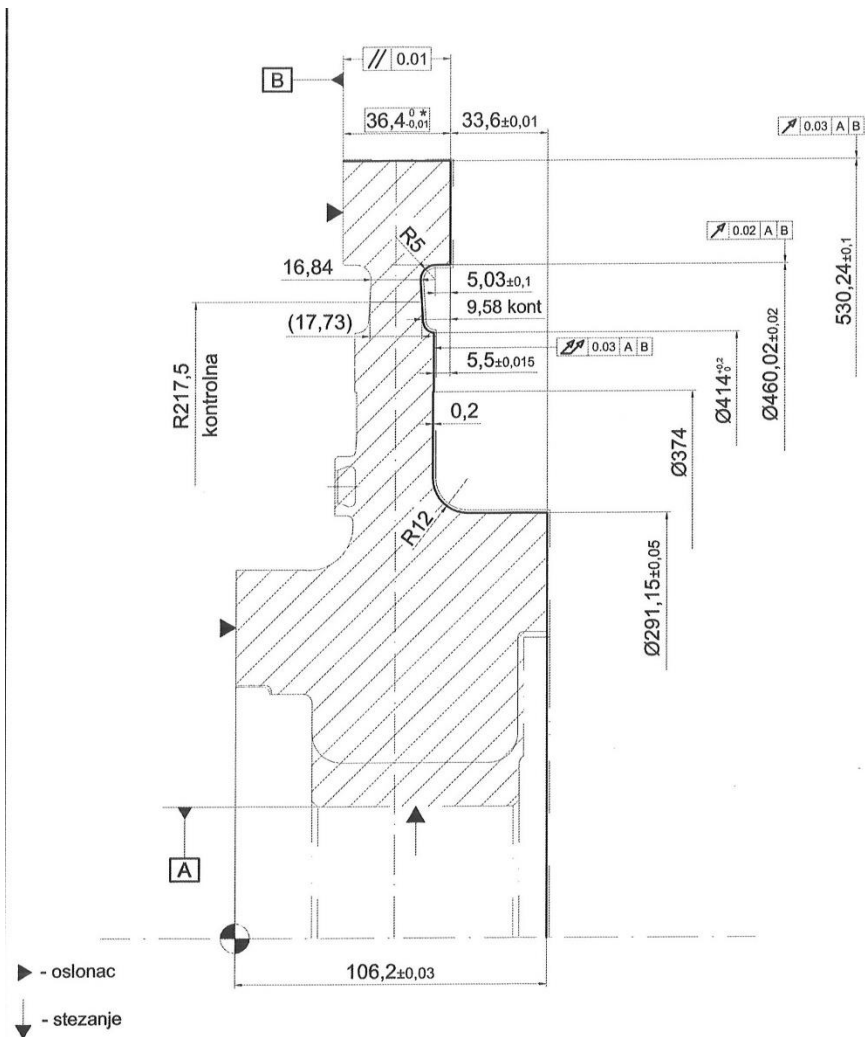 // 0.01
B
36,4 0 -0,01 *
33,6±0,01
↗ 0.03 A B
↗ 0.02 A B
R5
16,84
5,03±0,1
9,58 kont
(17,73)
⌰ 0.03 A B
5,5±0,015
R217,5
kontrolna
0,2
530,24±0,1
Ø460,02±0,02
Ø414 +0,2 0
Ø374
R12
Ø291,15±0,05
A
106,2±0,03
- oslonac
- stezanje